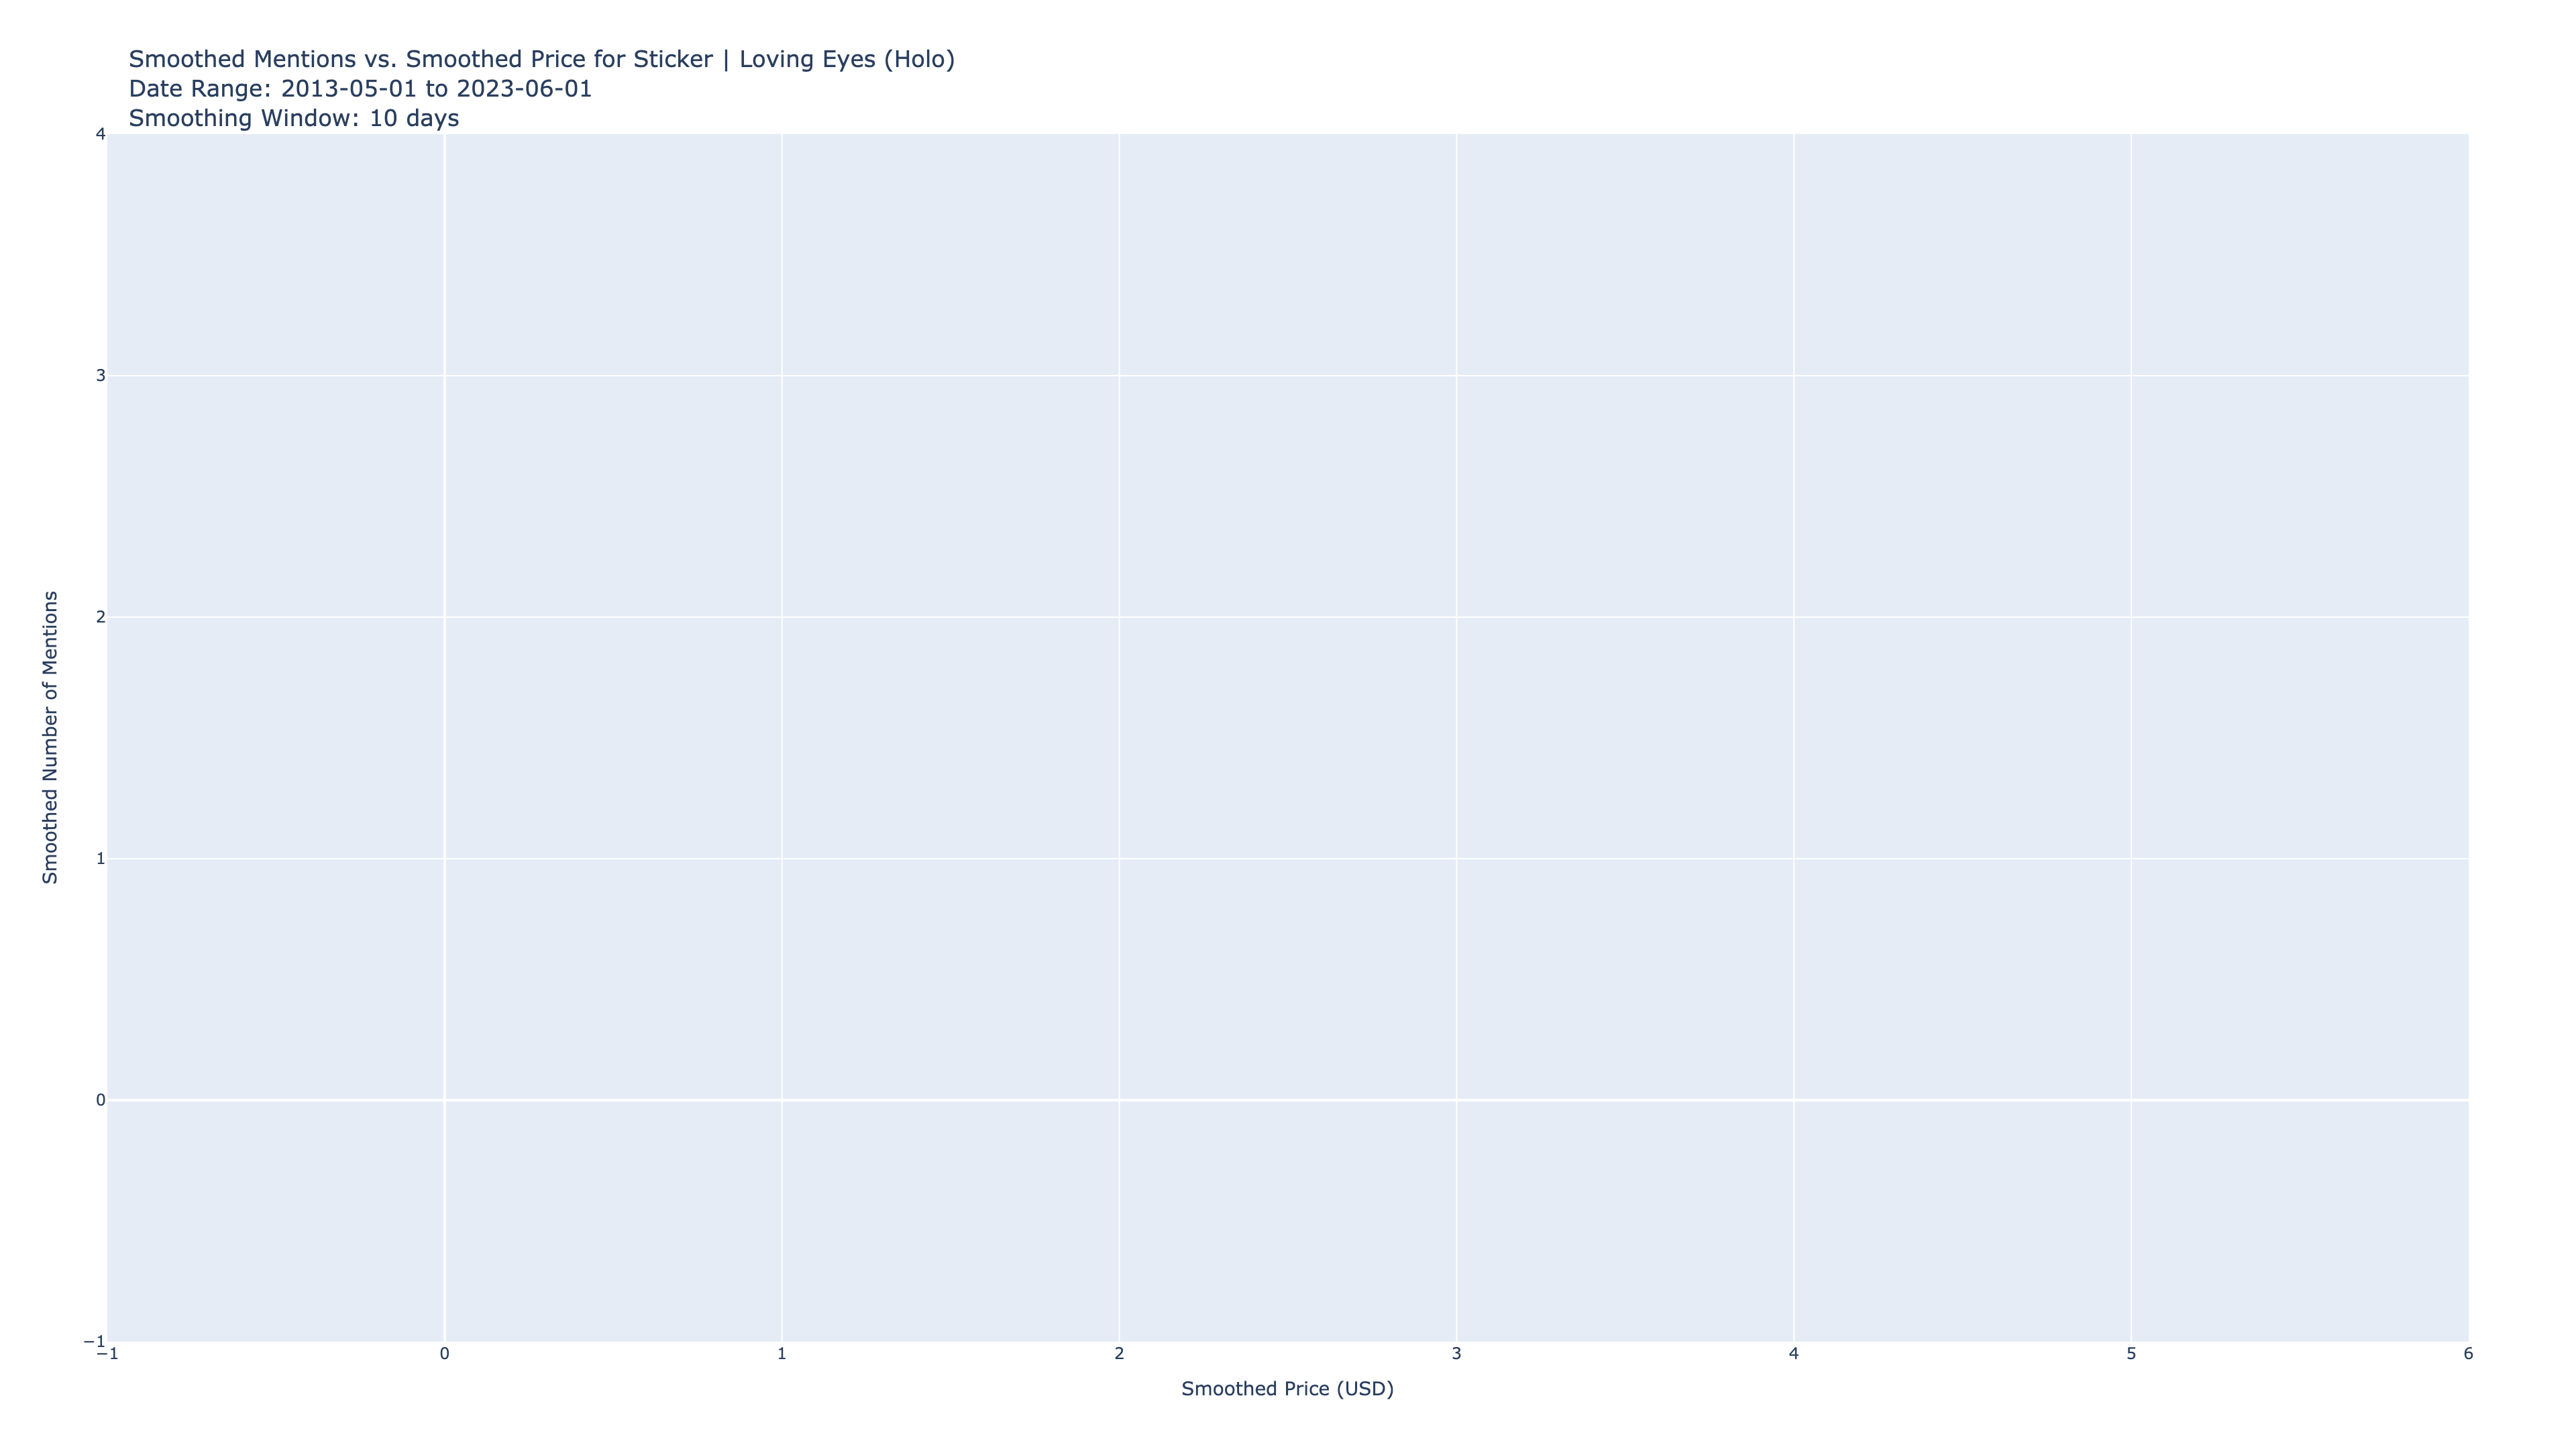 Smoothed Mentions vs. Smoothed Price for Sticker | Loving Eyes (Holo)
Date Range: 2013-05-01 to 2023-06-01
Smoothing Window: 10 days
4
3
2
1
0
−1
Smoothed Number of Mentions
−1 0 1 2 3 4 5 6
Smoothed Price (USD)